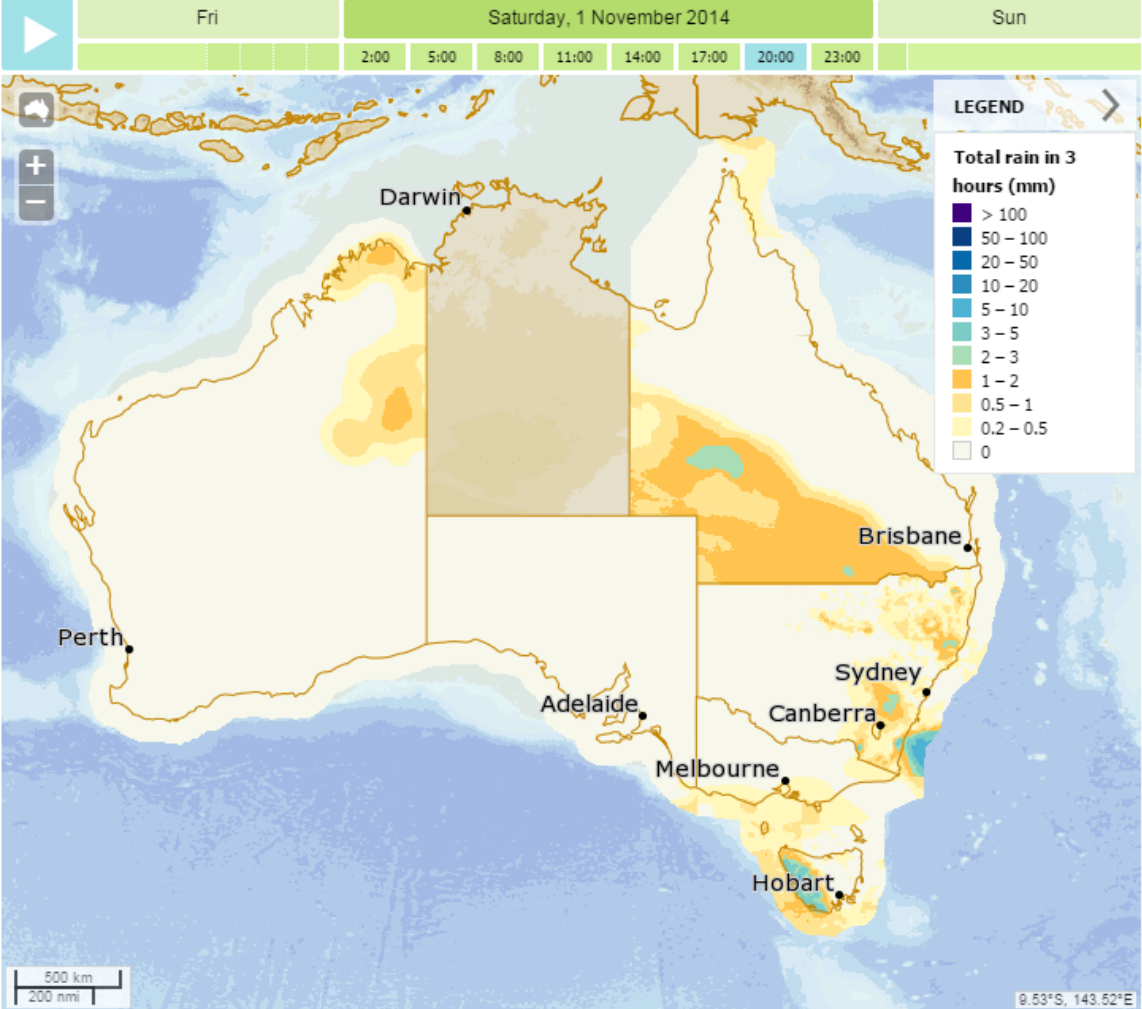 Fri
Saturday, 1 November 2014
Sun
2:00
5:00
8:00
11:00
14:00
17:00
20:00
23:00
LEGEND
Total rain in 3
hours (mm)
> 100
50 – 100
20 – 50
10 – 20
5 – 10
3 – 5
2 – 3
1 – 2
0.5 – 1
0.2 – 0.5
0
+
−
Darwin
Brisbane
Perth
Sydney
Adelaide
Canberra
Melbourne
Hobart
500 km
200 nmi
9.53°S, 143.52°E